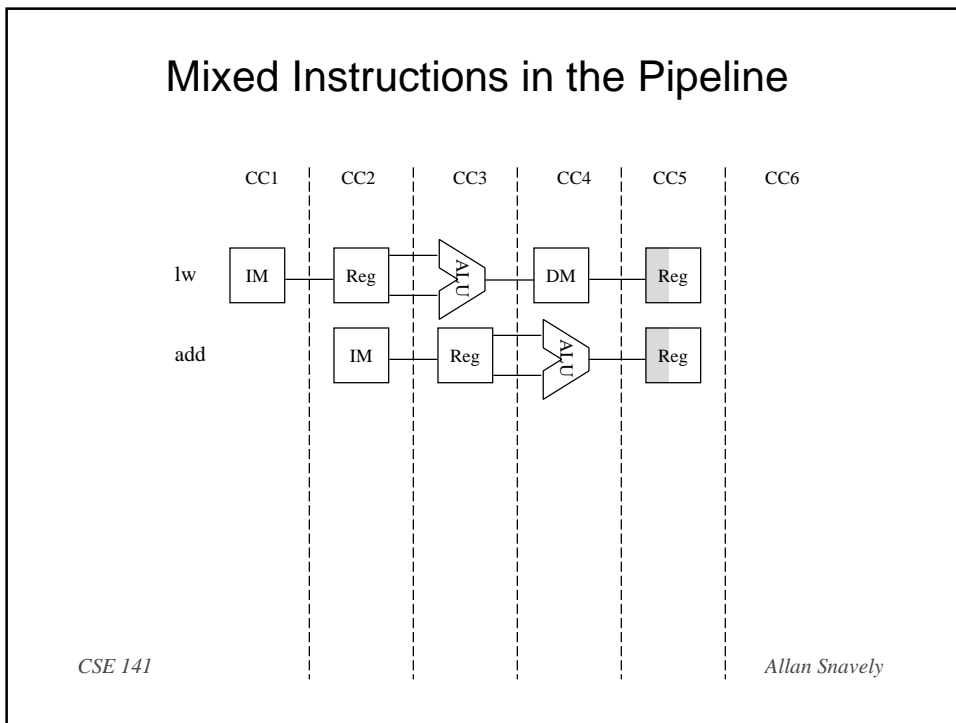 Mixed Instructions in the Pipeline
CC1 CC2 CC3 CC4 CC5 CC6
lw IM Reg ALU DM Reg
add IM Reg ALU Reg
CSE 141 Allan Snavely